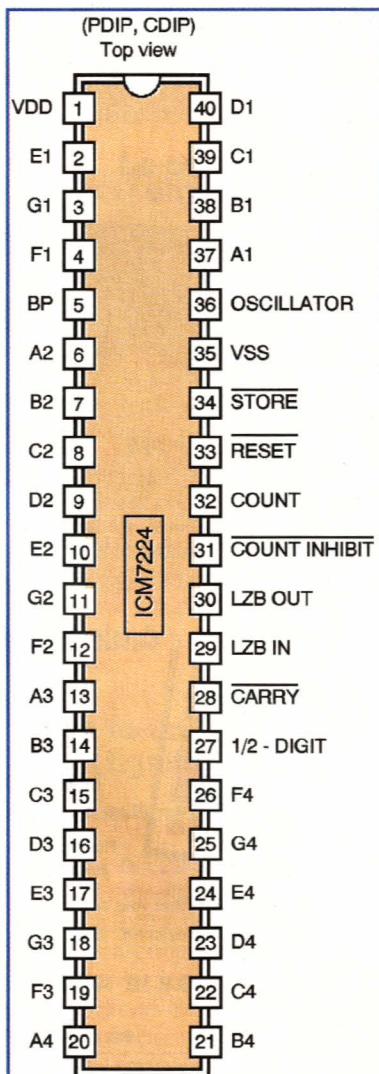 (PDIP, CDIP)
Top view
VDD 1 40 D1
E1 2 39 C1
G1 3 38 B1
F1 4 37 A1
BP 5 36 OSCILLATOR
A2 6 35 VSS
B2 7 34 STORE
C2 8 33 RESET
D2 9 32 COUNT
E2 10 31 COUNT INHIBIT
G2 11 30 LZB OUT
F2 12 29 LZB IN
A3 13 28 CARRY
B3 14 27 1/2 - DIGIT
C3 15 26 F4
D3 16 25 G4
E3 17 24 E4
G3 18 23 D4
F3 19 22 C4
A4 20 21 B4
ICM7224